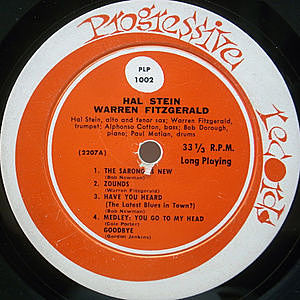 Progressive
records
PLP
1002
HAL STEIN
WARREN FITZGERALD
Hal Stein, alto and tenor sax; Warren Fitzgerald,
trumpet; Alphonso Cotton, bass; Bob Dorough,
piano; Paul Motian, drums
(2207A)
33 1/3 R.P.M.
Long Playing
1. THE SARONG IS NEW
(Bob Newman)
2. ZOUNDS
(Warren Fitzgerald)
3. HAVE YOU HEARD
(The Latest Blues in Town?)
(Bob Newman)
4. MEDLEY: YOU GO TO MY HEAD
(Cole Porter)
GOODBYE
(Gordon Jenkins)